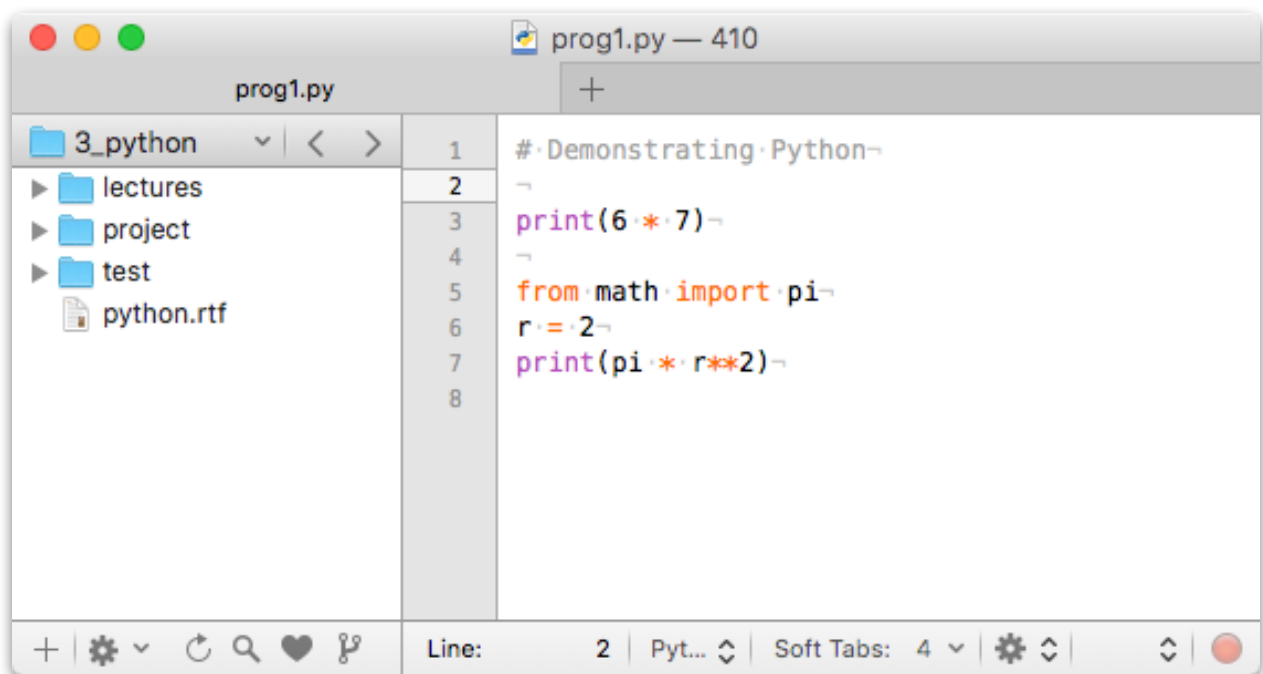 prog1.py — 410
prog1.py
3_python
lectures
project
test
python.rtf
1 # Demonstrating Python
2
3 print(6 * 7)
4
5 from math import pi
6 r = 2
7 print(pi * r**2)
8
Line: 2 Pyt... Soft Tabs: 4